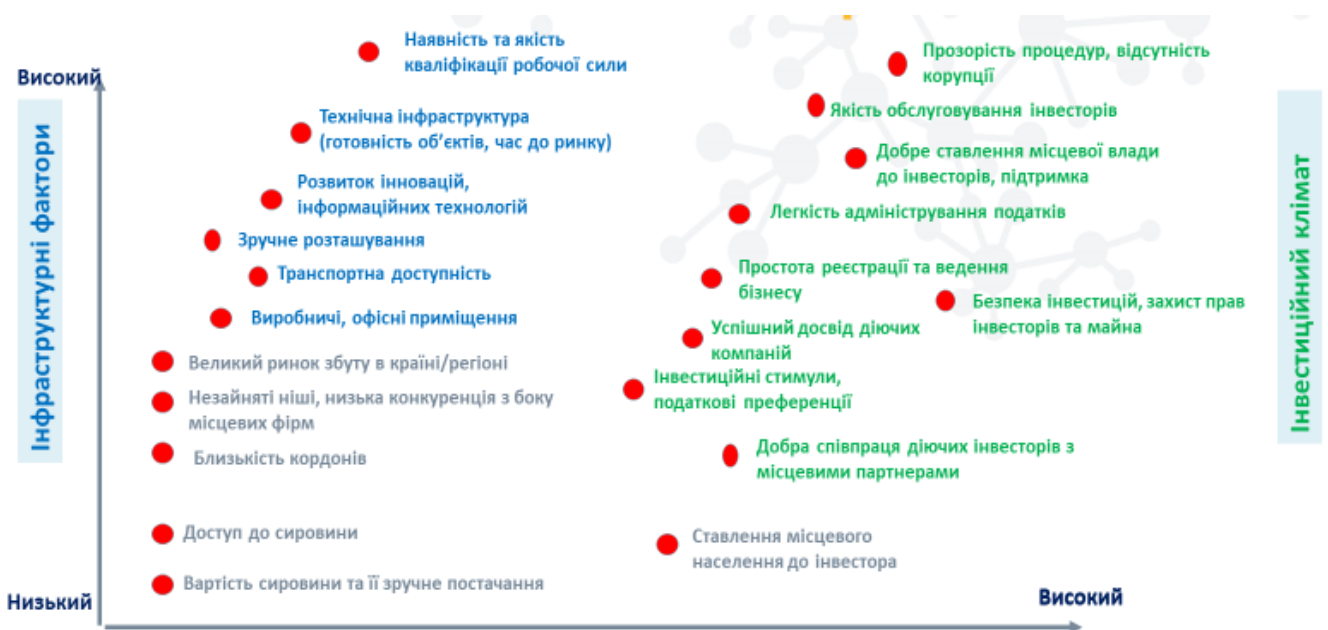 Високий
Інфраструктурні фактори
Низький
Наявність та якість
кваліфікації робочої сили
Технічна інфраструктура
(готовність об'єктів, час до ринку)
Розвиток інновацій,
інформаційних технологій
Зручне розташування
Транспортна доступність
Виробничі, офісні приміщення
Великий ринок збуту в країні/регіоні
Незайняті ніші, низька конкуренція з боку
місцевих фірм
Близькість кордонів
Доступ до сировини
Вартість сировини та її зручне постачання
Прозорість процедур, відсутність
корупції
Якість обслуговування інвесторів
Добре ставлення місцевої влади
до інвесторів, підтримка
Легкість адміністрування податків
Простота реєстрації та ведення
бізнесу
Безпека інвестицій, захист прав
інвесторів та майна
Успішний досвід діючих
компаній
Інвестиційні стимули,
податкові преференції
Добра співпраця діючих інвесторів з
місцевими партнерами
Ставлення місцевого
населення до інвестора
Високий
Інвестиційний клімат